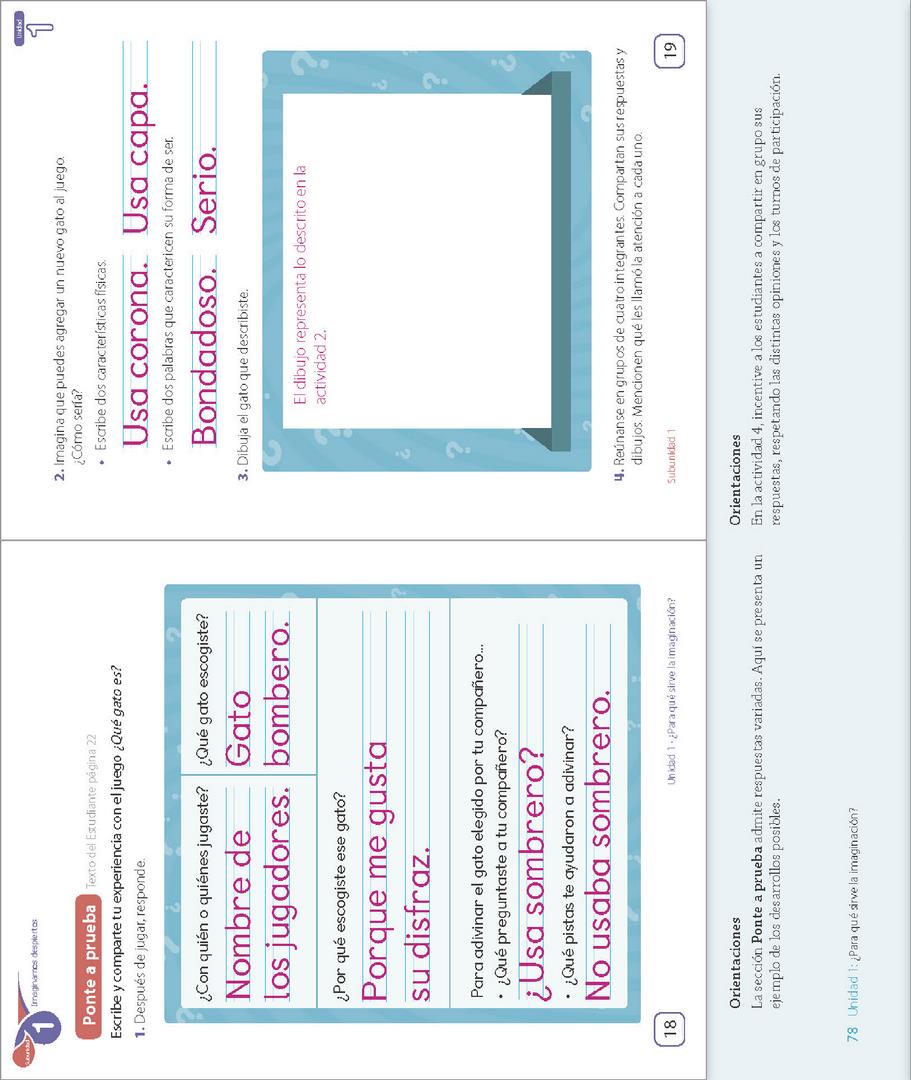 Subunidad
1
Imaginamos despiertos
Ponte a prueba
Texto del Estudiante página 22
Escribe y comparte tu experiencia con el juego ¿Qué gato es?
1. Después de jugar, responde.
¿Con quién o quiénes jugaste?
Nombre de
los jugadores.
¿Qué gato escogiste?
Gato
bombero.
¿Por qué escogiste ese gato?
Porque me gusta
su disfraz.
Para adivinar el gato elegido por tu compañero...
• ¿Qué preguntaste a tu compañero?
¿Usa sombrero?
• ¿Qué pistas te ayudaron a adivinar?
No usaba sombrero.
18
Unidad 1 • ¿Para qué sirve la imaginación?
Unidad
1
2. Imagina que puedes agregar un nuevo gato al juego.
¿Cómo sería?
• Escribe dos características físicas.
Usa corona. Usa capa.
• Escribe dos palabras que caractericen su forma de ser.
Bondadoso. Serio.
3. Dibuja el gato que describiste.
El dibujo representa lo descrito en la
actividad 2.
4. Reúnanse en grupos de cuatro integrantes. Compartan sus respuestas y
dibujos. Mencionen qué les llamó la atención a cada uno.
Subunidad 1
19
Orientaciones
La sección Ponte a prueba admite respuestas variadas. Aquí se presenta un
ejemplo de los desarrollos posibles.
Orientaciones
En la actividad 4, incentive a los estudiantes a compartir en grupo sus
respuestas, respetando las distintas opiniones y los turnos de participación.
78 Unidad 1: ¿Para qué sirve la imaginación?